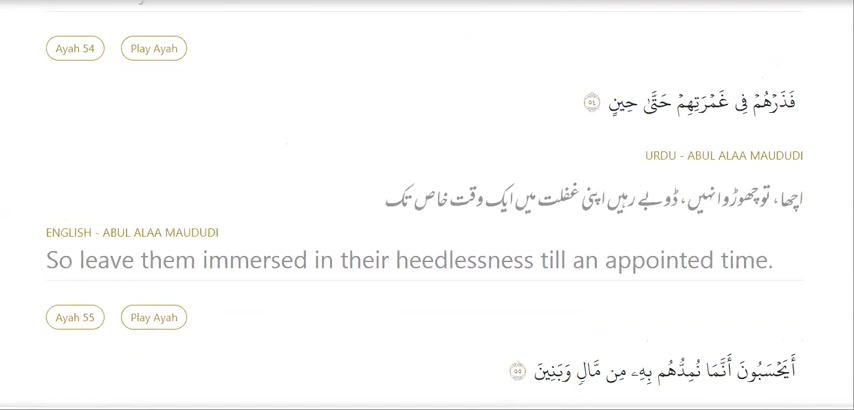 Ayah 54 Play Ayah
فَذَرْهُمْ فِى غَمْرَتِهِمْ حَتَّىٰ حِينٍ ٥٤
URDU - ABUL ALAA MAUDUDI
اچھا، تو چھوڑو انہیں، ڈوبے رہیں اپنی غفلت میں ایک وقت خاص تک
ENGLISH - ABUL ALAA MAUDUDI
So leave them immersed in their heedlessness till an appointed time.
Ayah 55 Play Ayah
أَيَحْسَبُونَ أَنَّمَا نُمِدُّهُم بِهِۦ مِن مَّالٍ وَبَنِينَ ٥٥